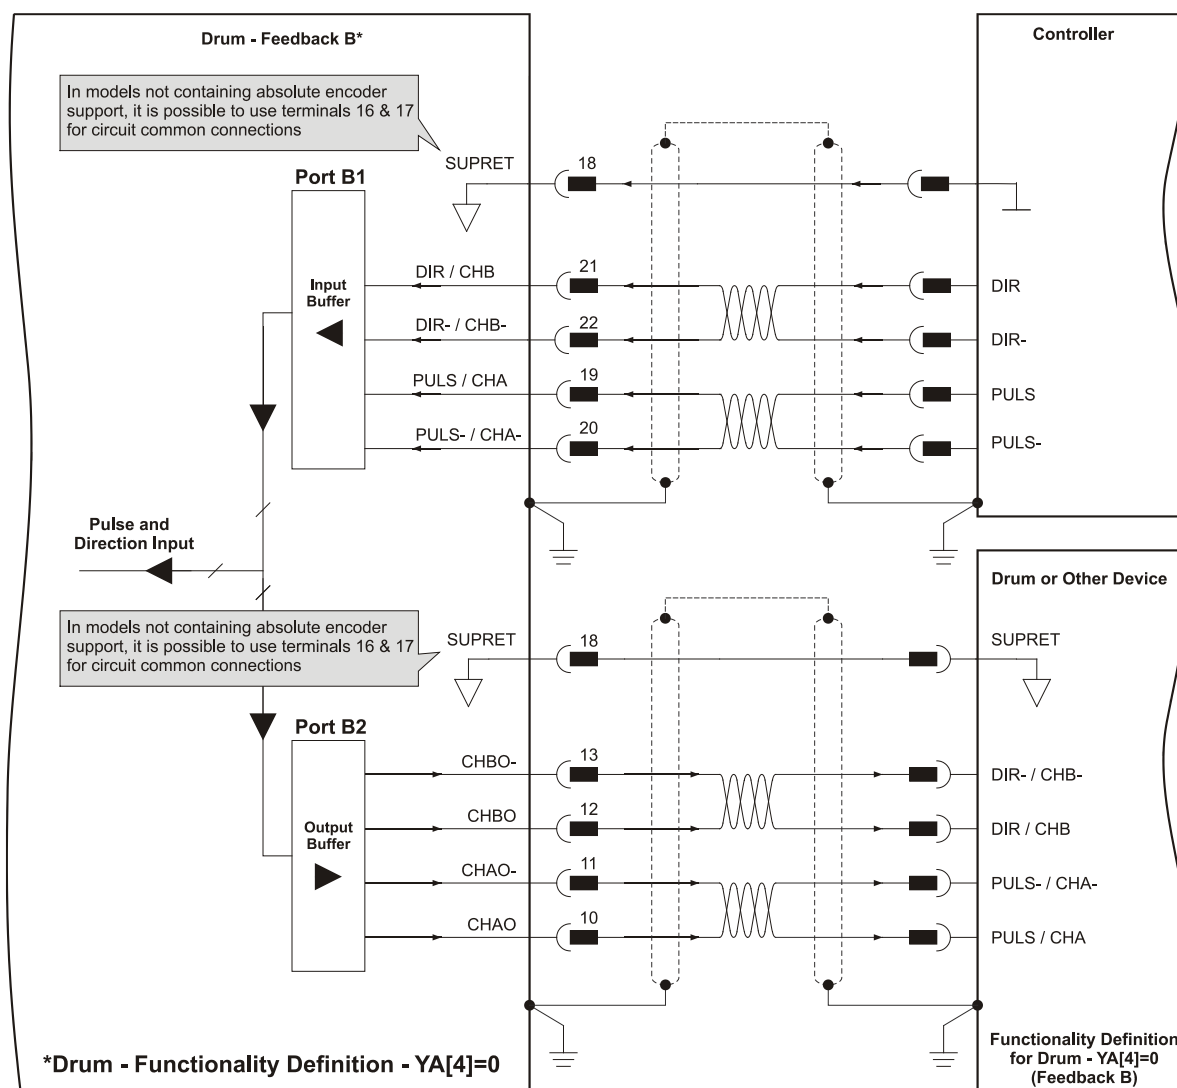 Drum - Feedback B*
Controller
In models not containing absolute encoder
support, it is possible to use terminals 16 & 17
for circuit common connections
SUPRET
18
Port B1
Input
Buffer
DIR / CHB
21
DIR
DIR- / CHB-
22
DIR-
PULS / CHA
19
PULS
PULS- / CHA-
20
PULS-
Pulse and
Direction Input
Drum or Other Device
In models not containing absolute encoder
support, it is possible to use terminals 16 & 17
for circuit common connections
SUPRET
18
SUPRET
Port B2
Output
Buffer
CHBO-
13
DIR- / CHB-
CHBO
12
DIR / CHB
CHAO-
11
PULS- / CHA-
CHAO
10
PULS / CHA
*Drum - Functionality Definition - YA[4]=0
Functionality Definition
for Drum - YA[4]=0
(Feedback B)